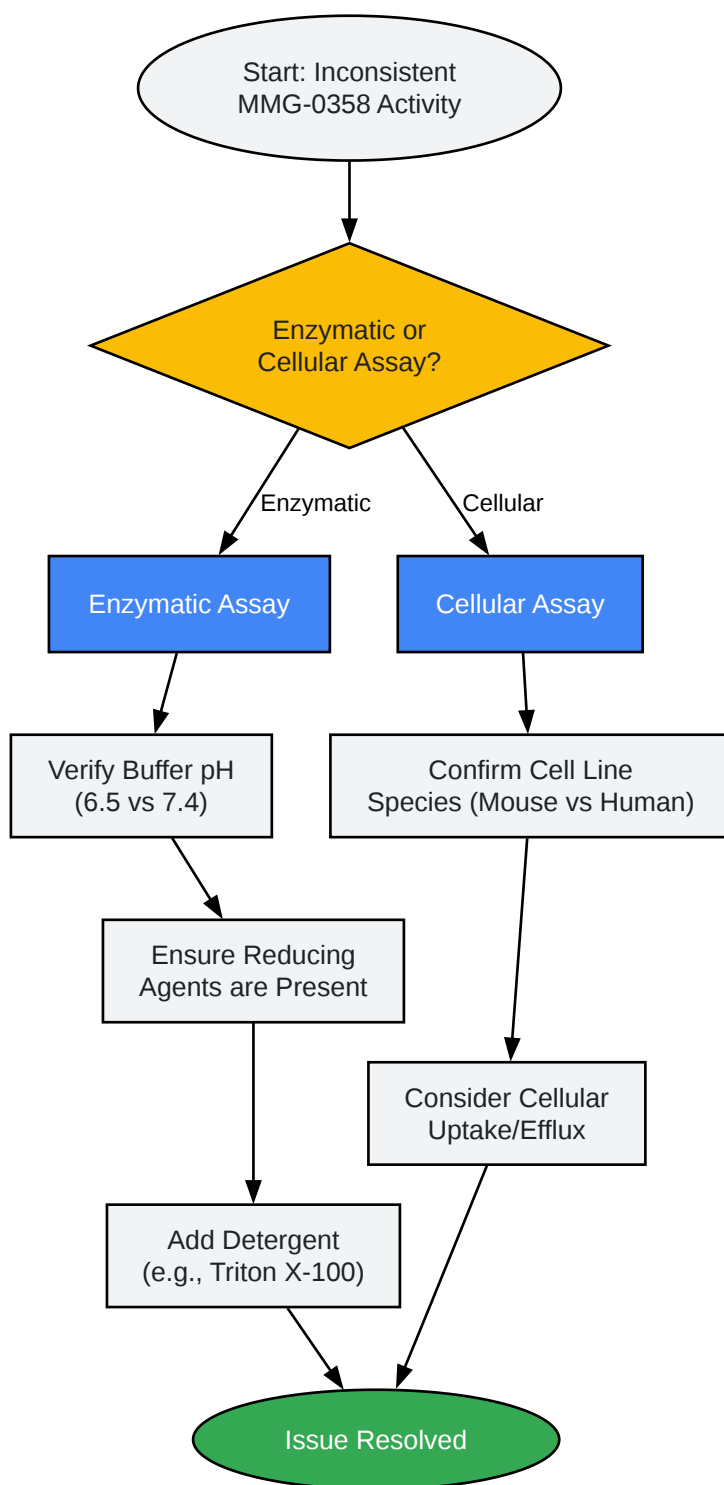 Start: Inconsistent
MMG-0358 Activity
Enzymatic or
Cellular Assay?
Enzymatic
Cellular
Enzymatic Assay
Cellular Assay
Verify Buffer pH
(6.5 vs 7.4)
Confirm Cell Line
Species (Mouse vs Human)
Ensure Reducing
Agents are Present
Consider Cellular
Uptake/Efflux
Add Detergent
(e.g., Triton X-100)
Issue Resolved